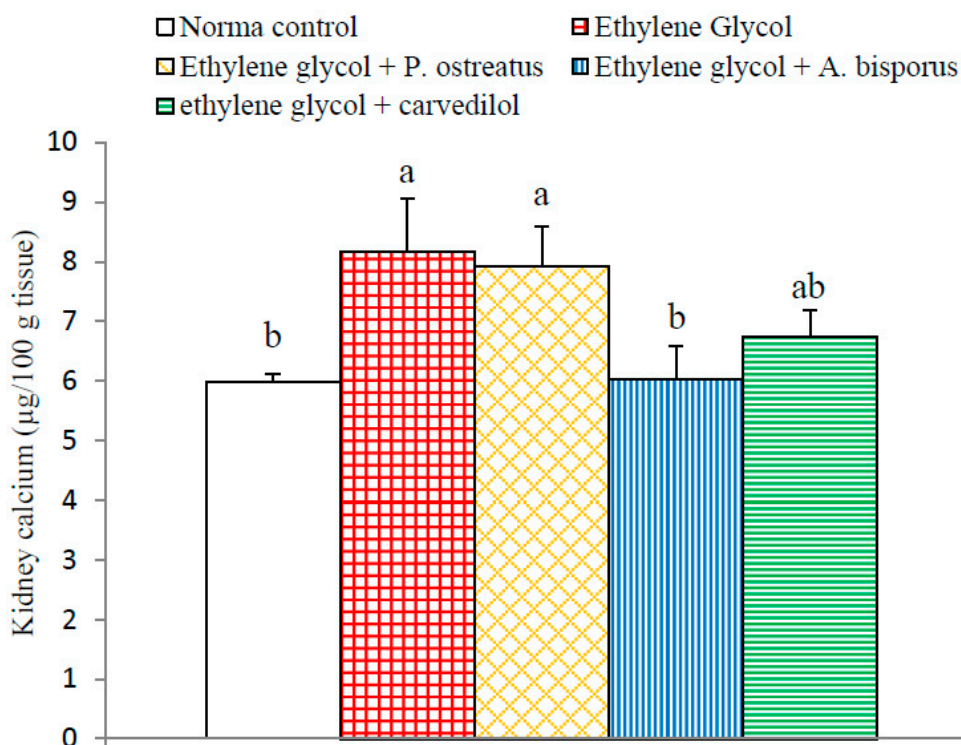 Norma control
Ethylene Glycol
Ethylene glycol + P. ostreatus
Ethylene glycol + A. bisporus
ethylene glycol + carvedilol
Kidney calcium (µg/100 g tissue)
10
9
8
7
6
5
4
3
2
1
0
b
a
a
b
ab